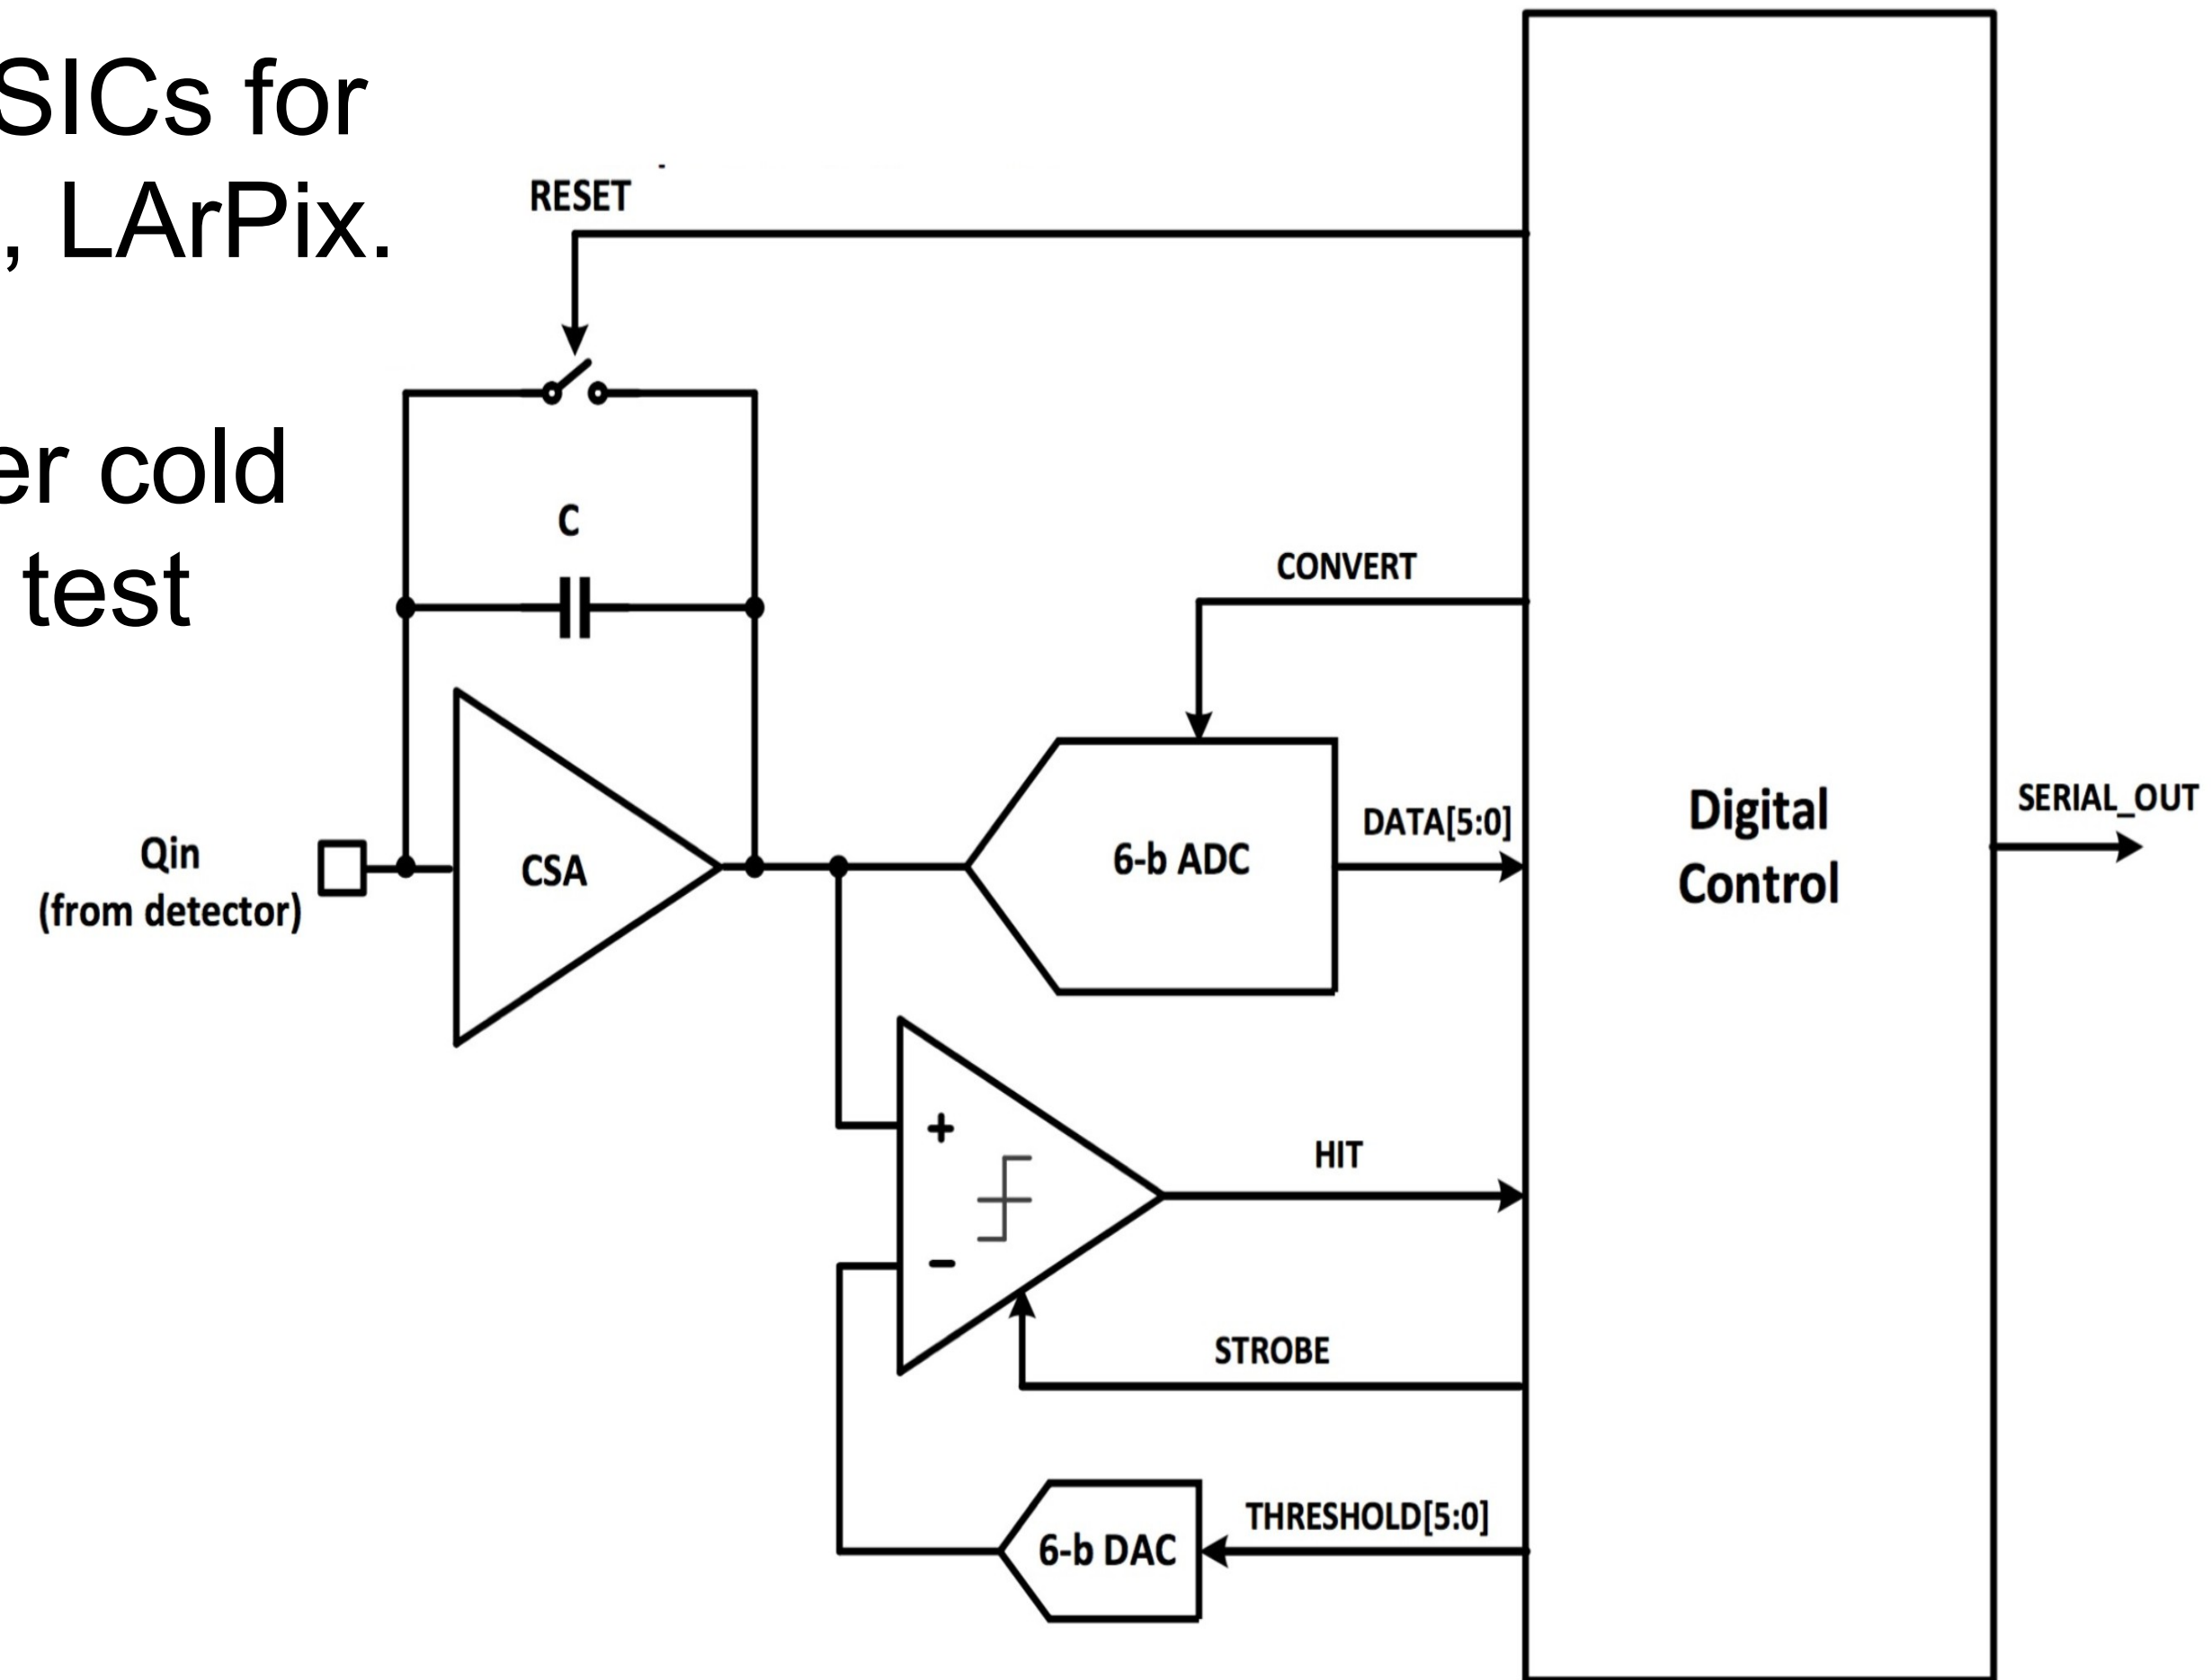 SICs for
, LArPix.
er cold
test
RESET
C
CONVERT
Qin
(from detector)
CSA
6-b ADC
DATA[5:0]
Digital
Control
SERIAL_OUT
+
HIT
−
STROBE
6-b DAC
THRESHOLD[5:0]